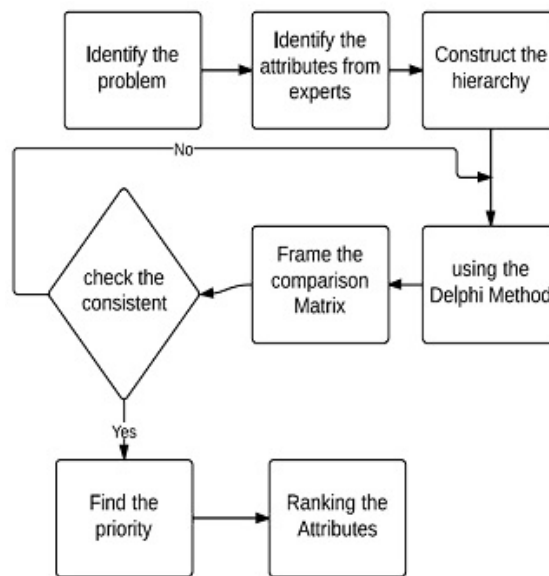 Identify the
problem
Identify the
attributes from
experts
Construct the
hierarchy
No
check the
consistent
Frame the
comparison
Matrix
using the
Delphi Method
Yes
Find the
priority
Ranking the
Attributes